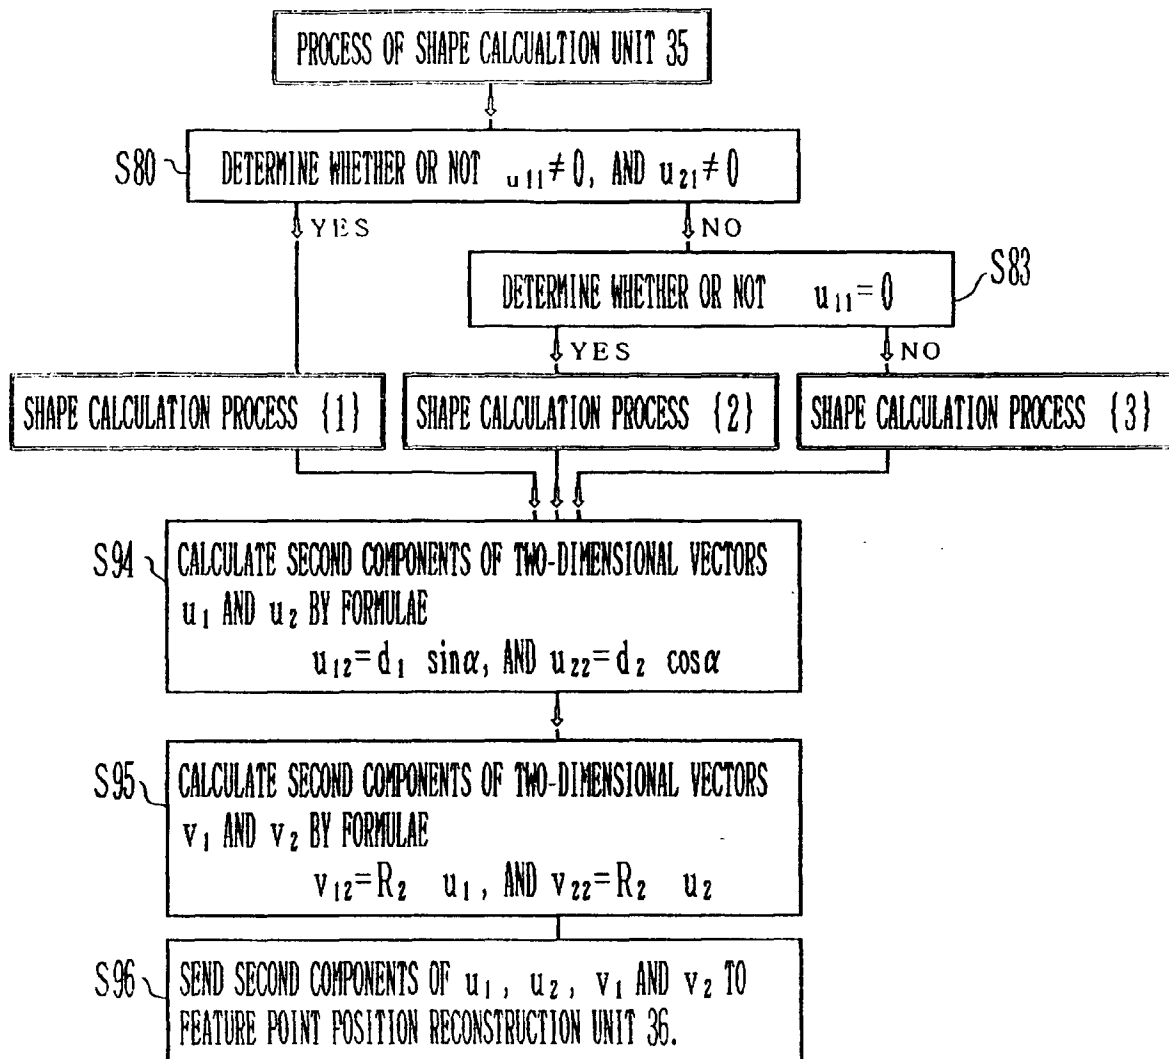 PROCESS OF SHAPE CALCUALTION UNIT 35
S80
DETERMINE WHETHER OR NOT u₁₁≠0, AND u₂₁≠0
YES
NO
DETERMINE WHETHER OR NOT u₁₁=0
S83
YES
NO
SHAPE CALCULATION PROCESS {1}
SHAPE CALCULATION PROCESS {2}
SHAPE CALCULATION PROCESS {3}
S94
CALCULATE SECOND COMPONENTS OF TWO-DIMENSIONAL VECTORS
u₁ AND u₂ BY FORMULAE
u₁₂=d₁ sinα, AND u₂₂=d₂ cosα
S95
CALCULATE SECOND COMPONENTS OF TWO-DIMENSIONAL VECTORS
v₁ AND v₂ BY FORMULAE
v₁₂=R₂ u₁, AND v₂₂=R₂ u₂
S96
SEND SECOND COMPONENTS OF u₁, u₂, v₁ AND v₂ TO
FEATURE POINT POSITION RECONSTRUCTION UNIT 36.